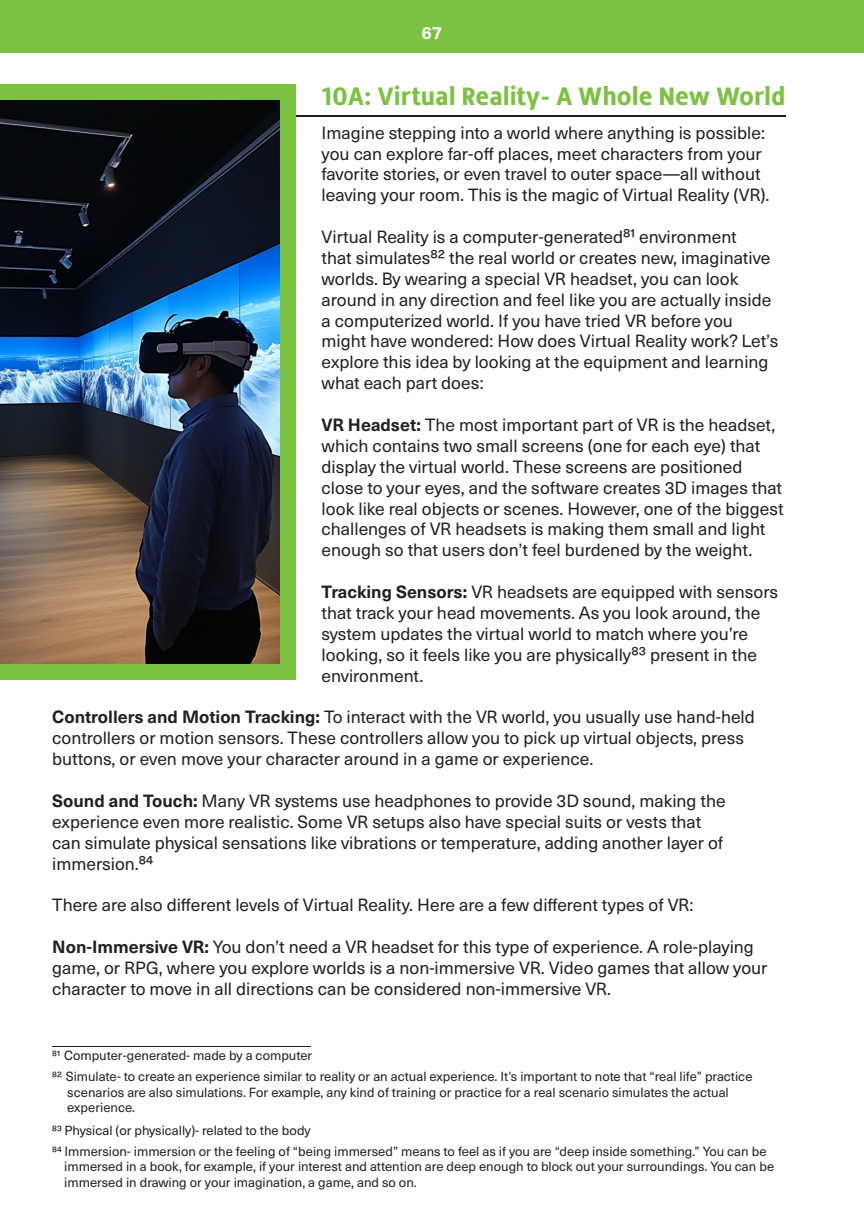 67
10A: Virtual Reality- A Whole New World
Imagine stepping into a world where anything is possible:
you can explore far-off places, meet characters from your
favorite stories, or even travel to outer space—all without
leaving your room. This is the magic of Virtual Reality (VR).
Virtual Reality is a computer-generated⁸¹ environment
that simulates⁸² the real world or creates new, imaginative
worlds. By wearing a special VR headset, you can look
around in any direction and feel like you are actually inside
a computerized world. If you have tried VR before you
might have wondered: How does Virtual Reality work? Let’s
explore this idea by looking at the equipment and learning
what each part does:
VR Headset: The most important part of VR is the headset,
which contains two small screens (one for each eye) that
display the virtual world. These screens are positioned
close to your eyes, and the software creates 3D images that
look like real objects or scenes. However, one of the biggest
challenges of VR headsets is making them small and light
enough so that users don’t feel burdened by the weight.
Tracking Sensors: VR headsets are equipped with sensors
that track your head movements. As you look around, the
system updates the virtual world to match where you’re
looking, so it feels like you are physically⁸³ present in the
environment.
Controllers and Motion Tracking: To interact with the VR world, you usually use hand-held
controllers or motion sensors. These controllers allow you to pick up virtual objects, press
buttons, or even move your character around in a game or experience.
Sound and Touch: Many VR systems use headphones to provide 3D sound, making the
experience even more realistic. Some VR setups also have special suits or vests that
can simulate physical sensations like vibrations or temperature, adding another layer of
immersion.⁸⁴
There are also different levels of Virtual Reality. Here are a few different types of VR:
Non-Immersive VR: You don’t need a VR headset for this type of experience. A role-playing
game, or RPG, where you explore worlds is a non-immersive VR. Video games that allow your
character to move in all directions can be considered non-immersive VR.
⁸¹ Computer-generated- made by a computer
⁸² Simulate- to create an experience similar to reality or an actual experience. It’s important to note that “real life” practice
scenarios are also simulations. For example, any kind of training or practice for a real scenario simulates the actual
experience.
⁸³ Physical (or physically)- related to the body
⁸⁴ Immersion- immersion or the feeling of “being immersed” means to feel as if you are “deep inside something.” You can be
immersed in a book, for example, if your interest and attention are deep enough to block out your surroundings. You can be
immersed in drawing or your imagination, a game, and so on.